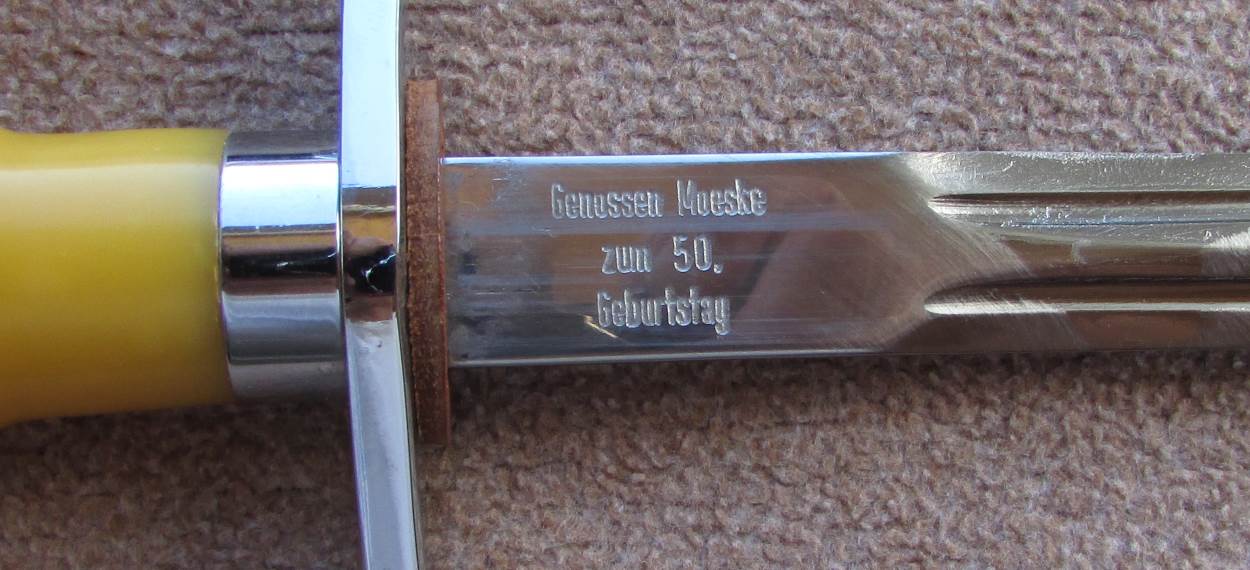 Genossen Moeske
zum 50.
Geburtstag